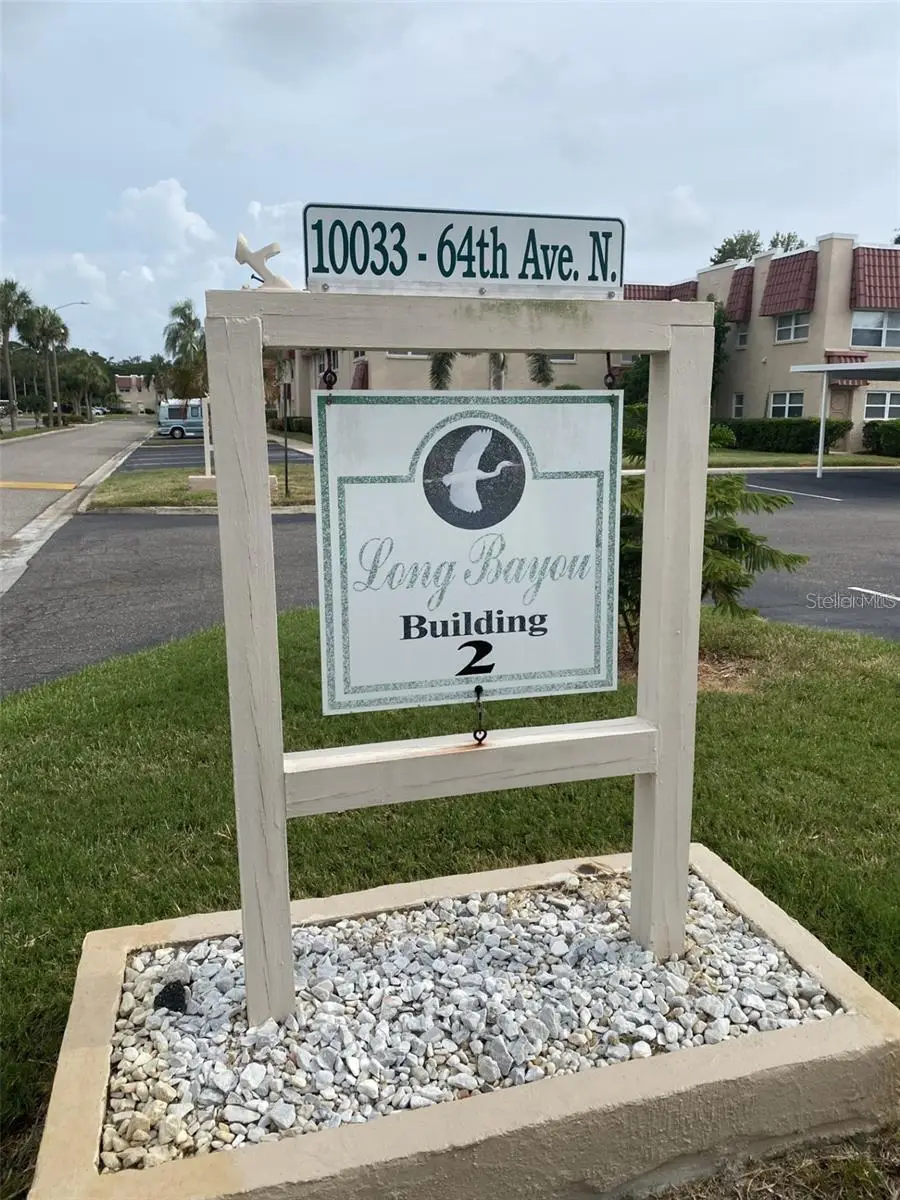 10033 - 64th Ave. N.
Long Bayou
Building
2
StellarMLS